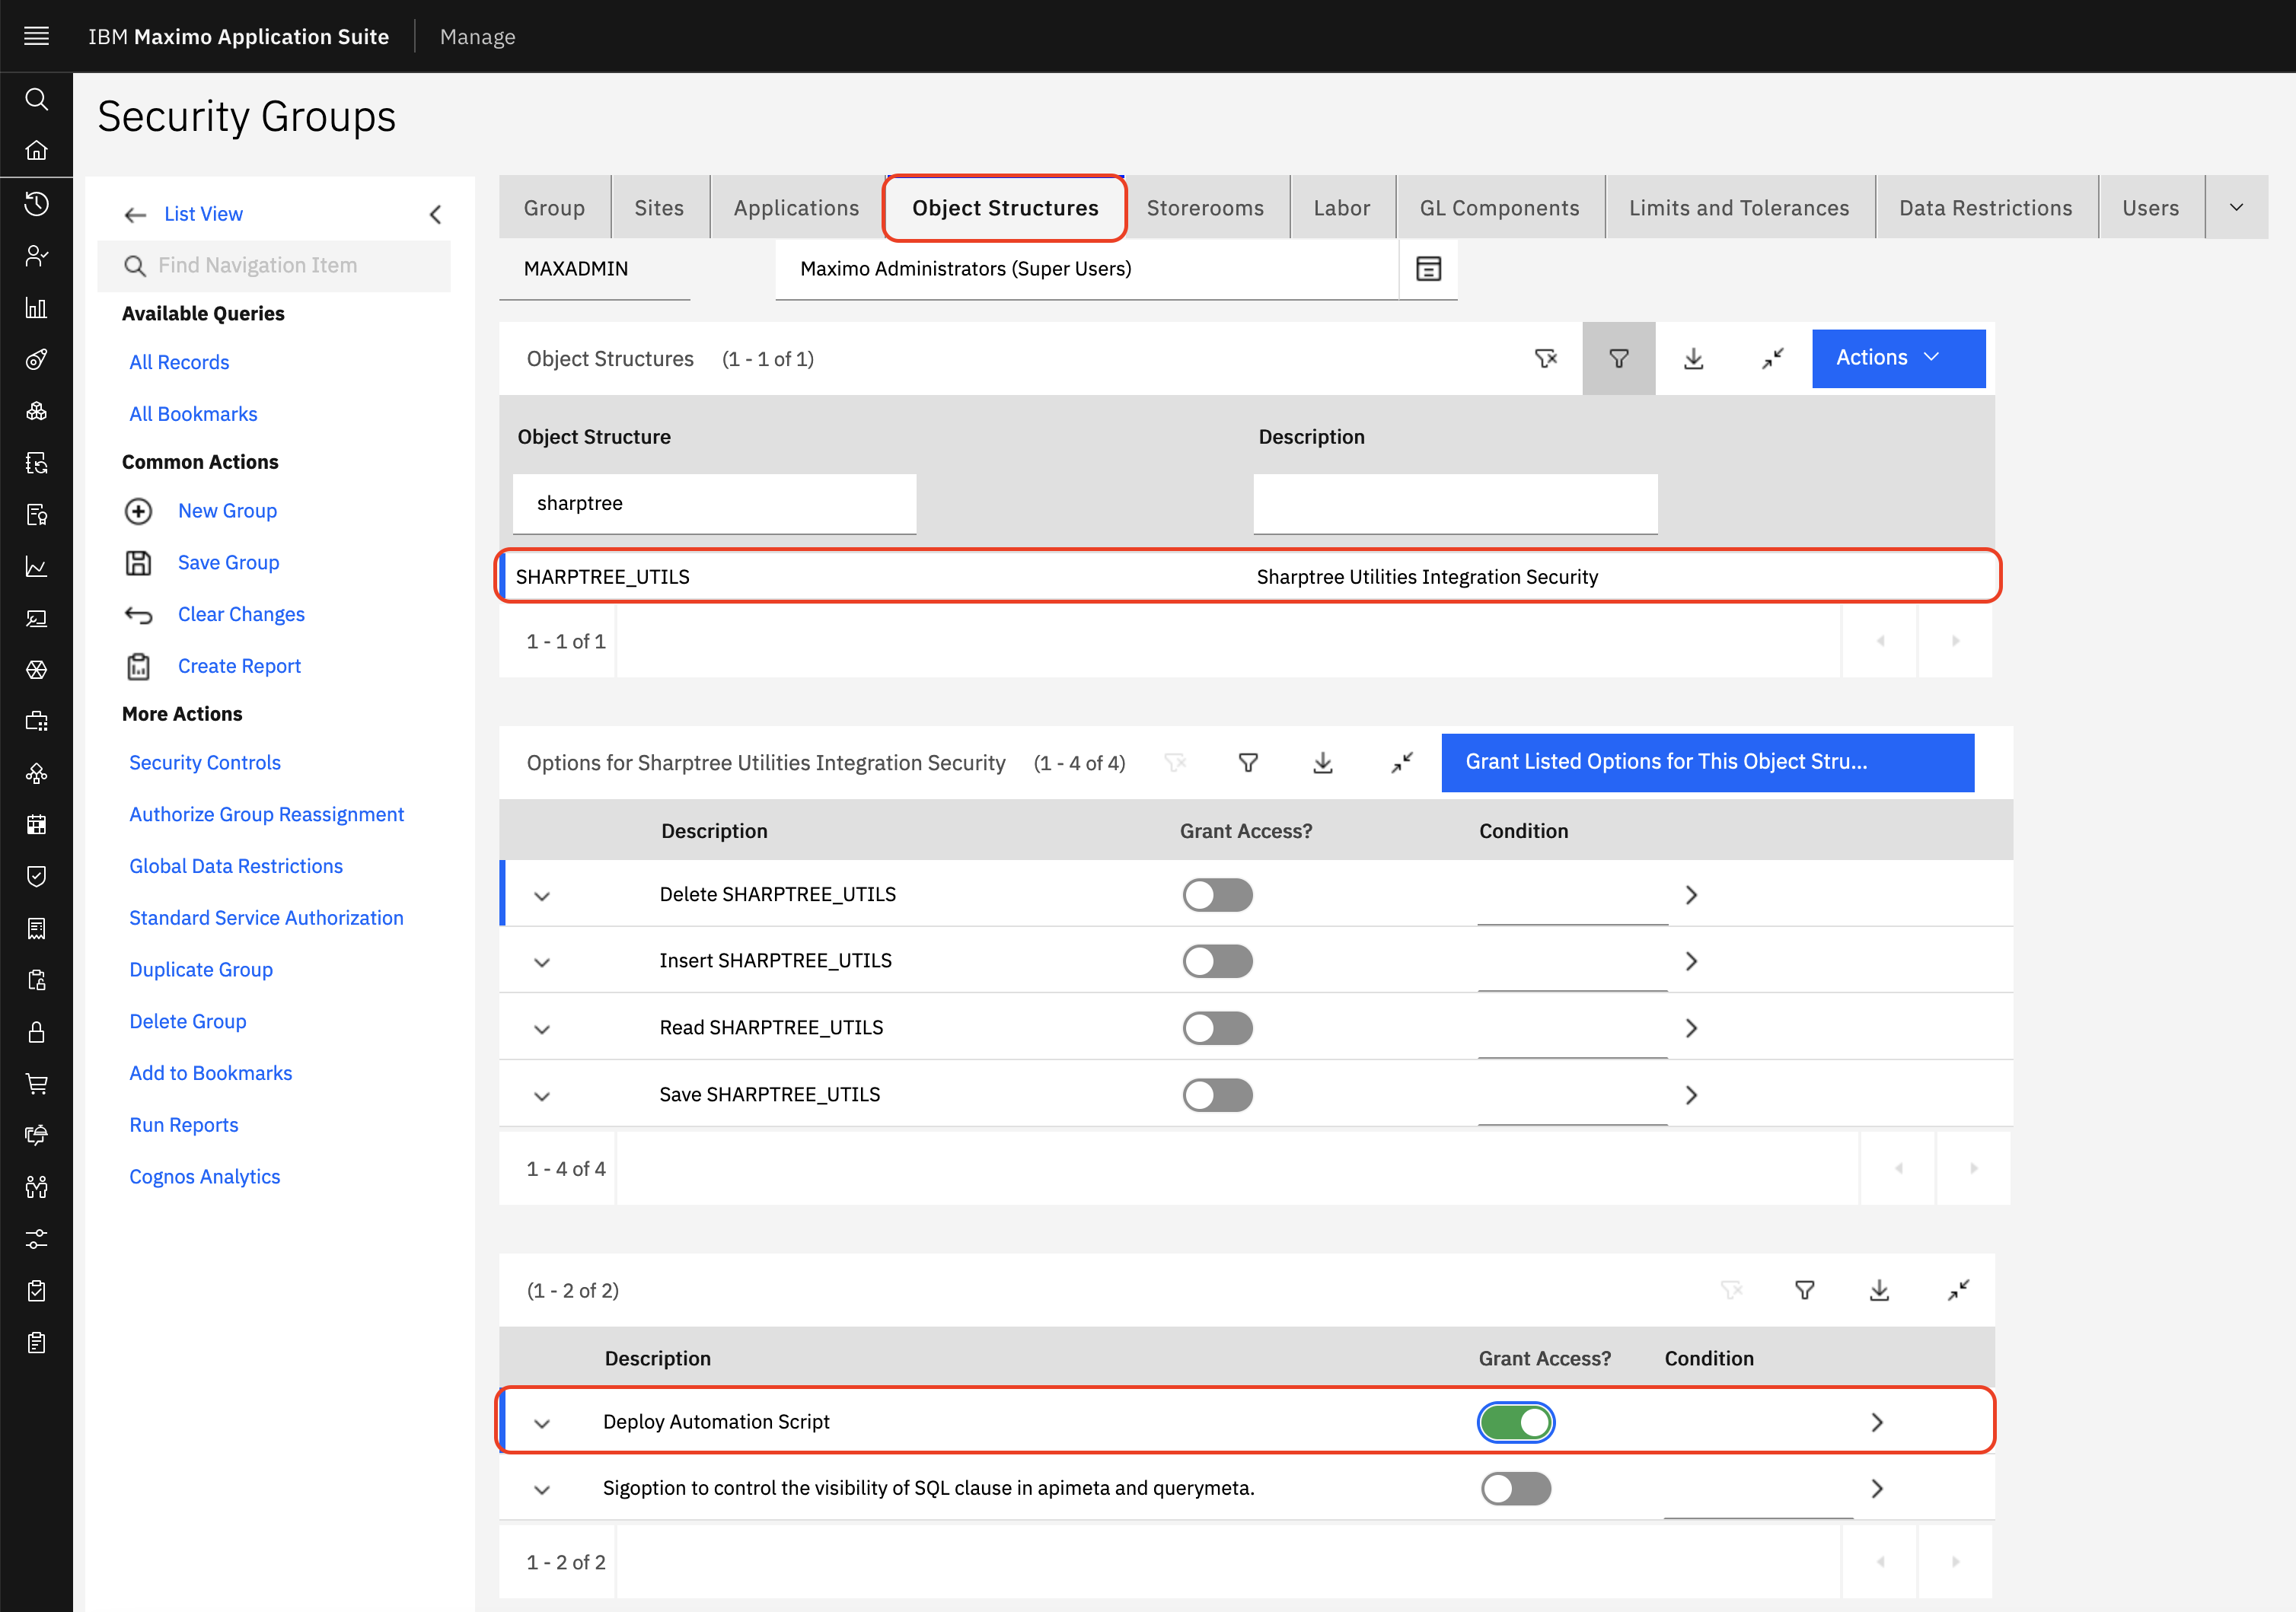 IBM Maximo Application Suite
Manage
Security Groups
List View
Find Navigation Item
Available Queries
All Records
All Bookmarks
Common Actions
New Group
Save Group
Clear Changes
Create Report
More Actions
Security Controls
Authorize Group Reassignment
Global Data Restrictions
Standard Service Authorization
Duplicate Group
Delete Group
Add to Bookmarks
Run Reports
Cognos Analytics
Group
Sites
Applications
Object Structures
Storerooms
Labor
GL Components
Limits and Tolerances
Data Restrictions
Users
MAXADMIN
Maximo Administrators (Super Users)
Object Structures (1 - 1 of 1)
Actions
Object Structure
Description
sharptree
SHARPTREE_UTILS
Sharptree Utilities Integration Security
1 - 1 of 1
Options for Sharptree Utilities Integration Security (1 - 4 of 4)
Grant Listed Options for This Object Stru...
Description
Grant Access?
Condition
Delete SHARPTREE_UTILS
Insert SHARPTREE_UTILS
Read SHARPTREE_UTILS
Save SHARPTREE_UTILS
1 - 4 of 4
(1 - 2 of 2)
Description
Grant Access?
Condition
Deploy Automation Script
Sigoption to control the visibility of SQL clause in apimeta and querymeta.
1 - 2 of 2